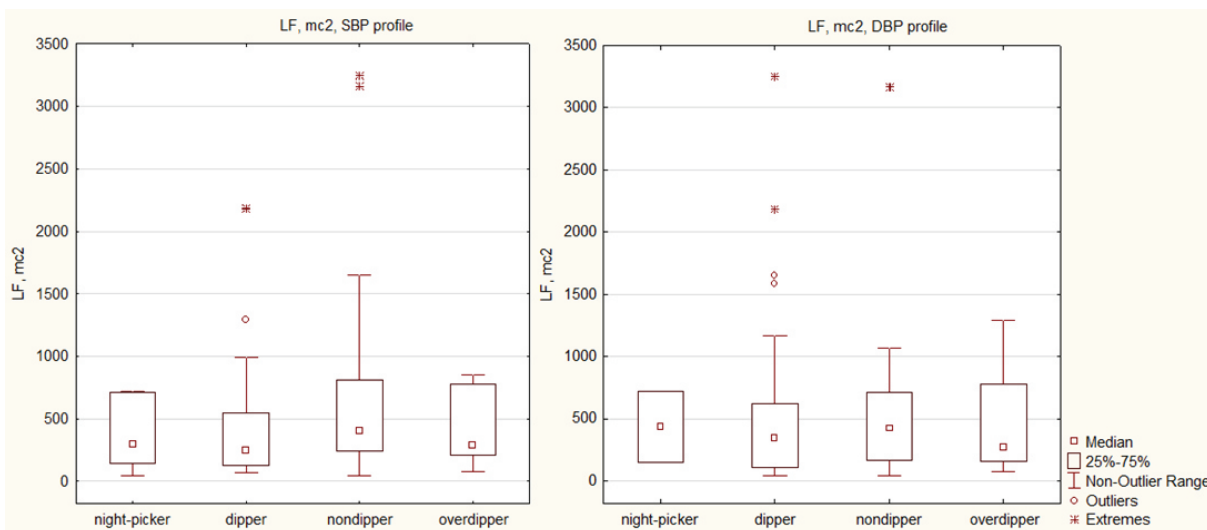 LF, mc2, SBP profile
3500
3000
2500
2000
1500
1000
500
0
LF, mc2
night-picker dipper nondipper overdipper
LF, mc2, DBP profile
3500
3000
2500
2000
1500
1000
500
0
LF, mc2
night-picker dipper nondipper overdipper
Median
25%-75%
Non-Outlier Range
Outliers
Extremes